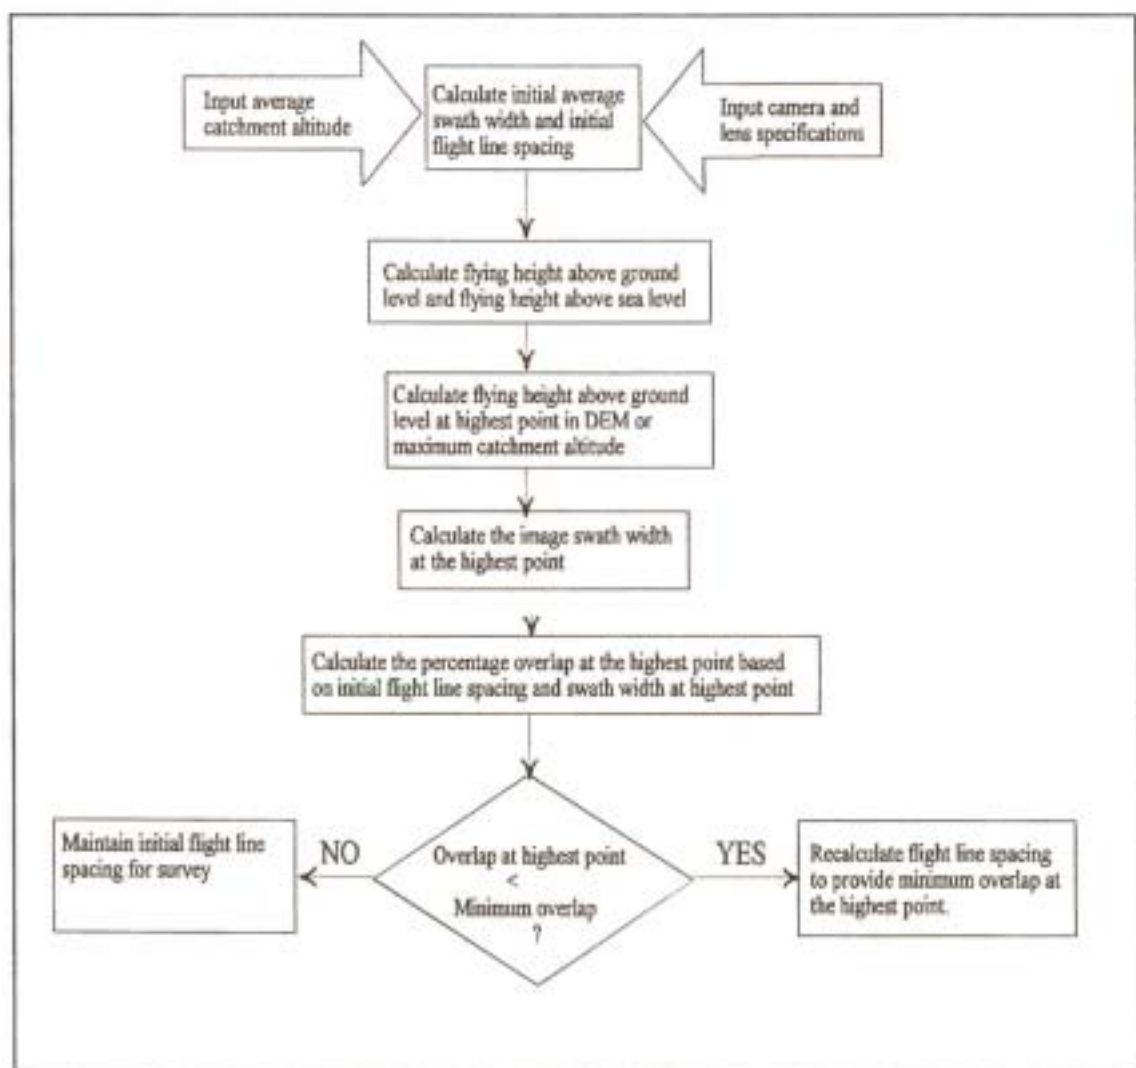 Input average
catchment altitude
Calculate initial average
swath width and initial
flight line spacing
Input camera and
lens specifications
Calculate flying height above ground
level and flying height above sea level
Calculate flying height above ground
level at highest point in DEM or
maximum catchment altitude
Calculate the image swath width
at the highest point
Calculate the percentage overlap at the highest point based
on initial flight line spacing and swath width at highest point
Maintain initial flight line
spacing for survey
NO
Overlap at highest point
<
Minimum overlap
?
YES
Recalculate flight line spacing
to provide minimum overlap at
the highest point.